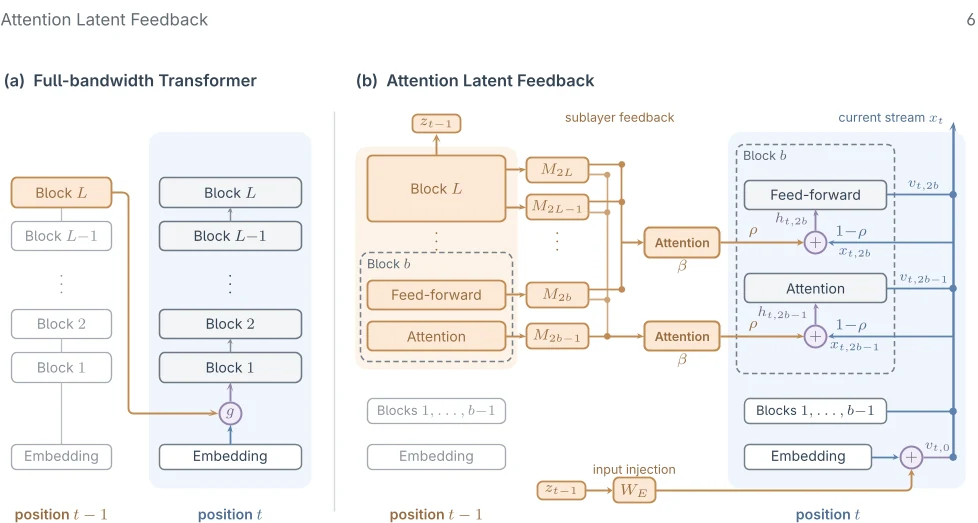 Attention Latent Feedback 6
(a) Full-bandwidth Transformer
Block L
Block L−1
⋮
Block 2
Block 1
Embedding
position t − 1
Block L
Block L−1
⋮
Block 2
Block 1
g
Embedding
position t
(b) Attention Latent Feedback
z_{t−1}
sublayer feedback
current stream x_t
Block L
⋮
Block b
Feed-forward
Attention
Blocks 1, . . . , b−1
Embedding
position t − 1
M_{2L}
M_{2L−1}
⋮
M_{2b}
M_{2b−1}
Attention
β
Attention
β
ρ
ρ
Block b
Feed-forward
v_{t,2b}
h_{t,2b}
+
1−ρ
x_{t,2b}
Attention
v_{t,2b−1}
h_{t,2b−1}
+
1−ρ
x_{t,2b−1}
Blocks 1, . . . , b−1
Embedding
+
v_{t,0}
input injection
z_{t−1}
W_E
position t